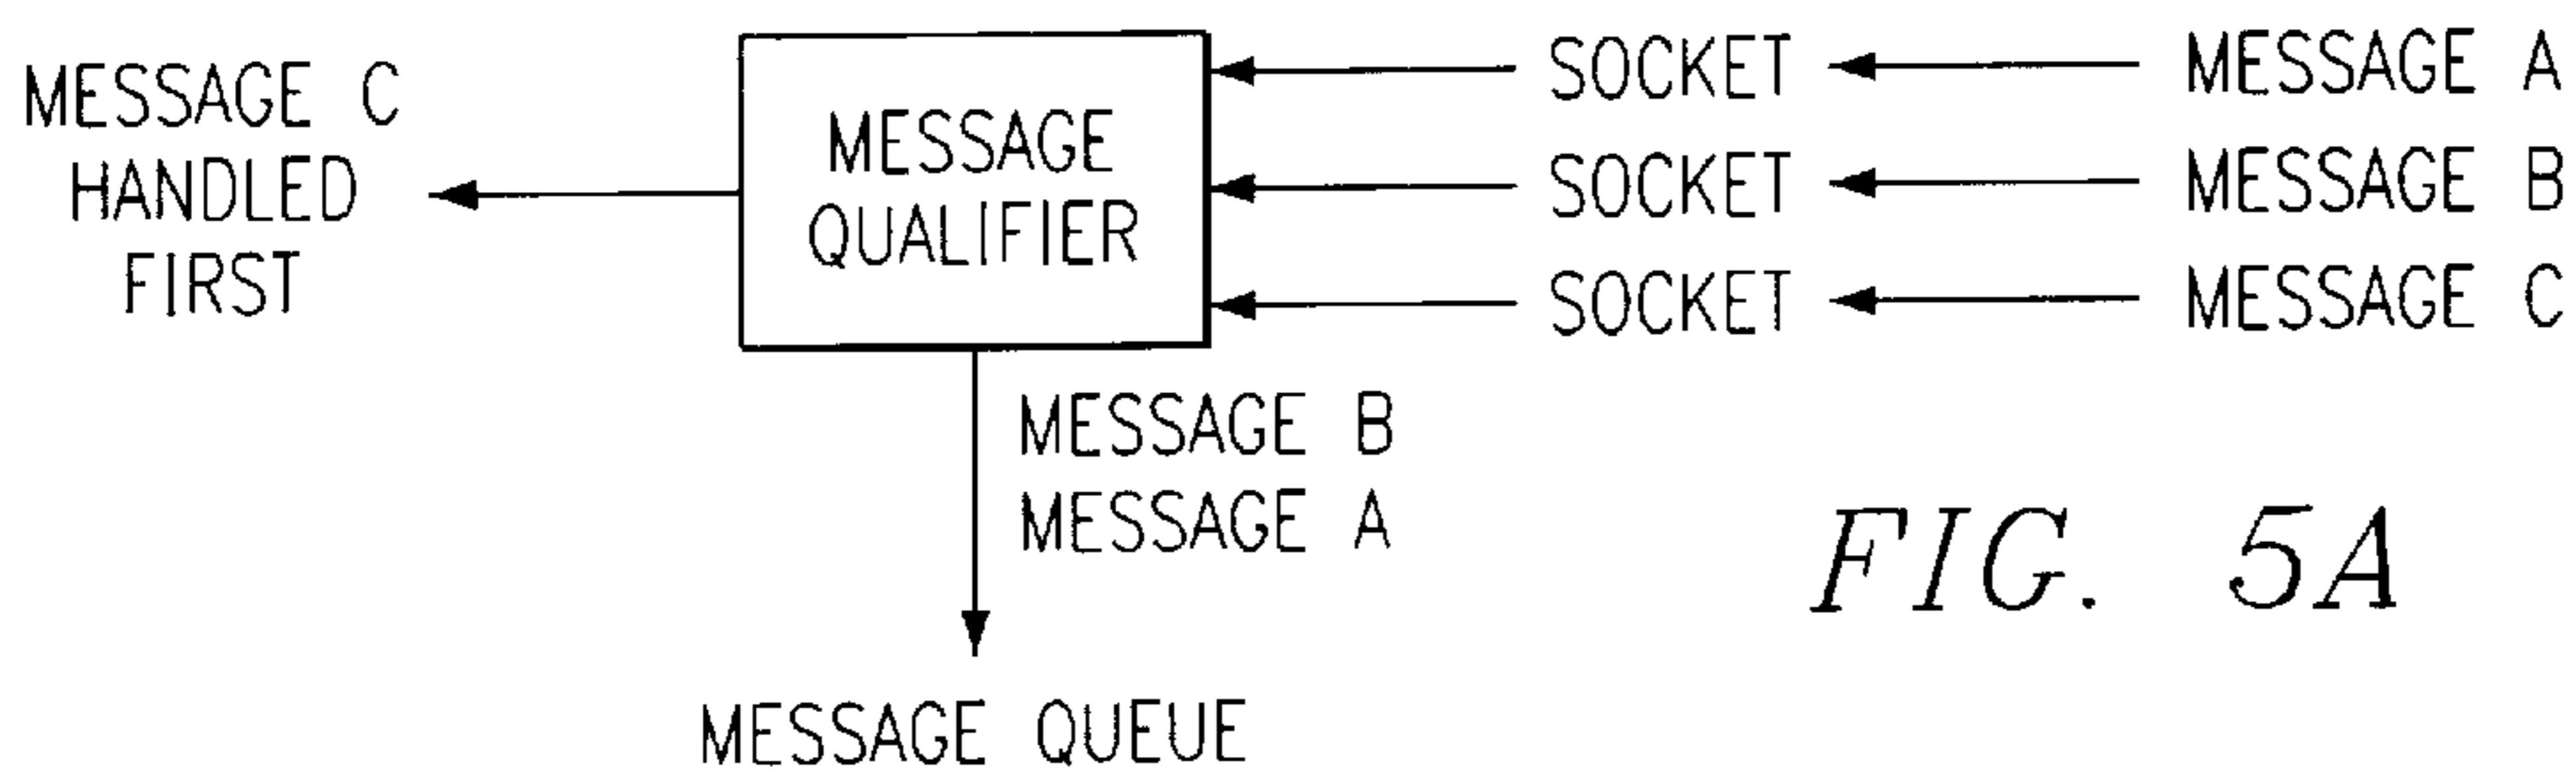 MESSAGE C
HANDLED
FIRST
MESSAGE
QUALIFIER
SOCKET
MESSAGE A
SOCKET
MESSAGE B
SOCKET
MESSAGE C
MESSAGE B
MESSAGE A
MESSAGE QUEUE
FIG. 5A